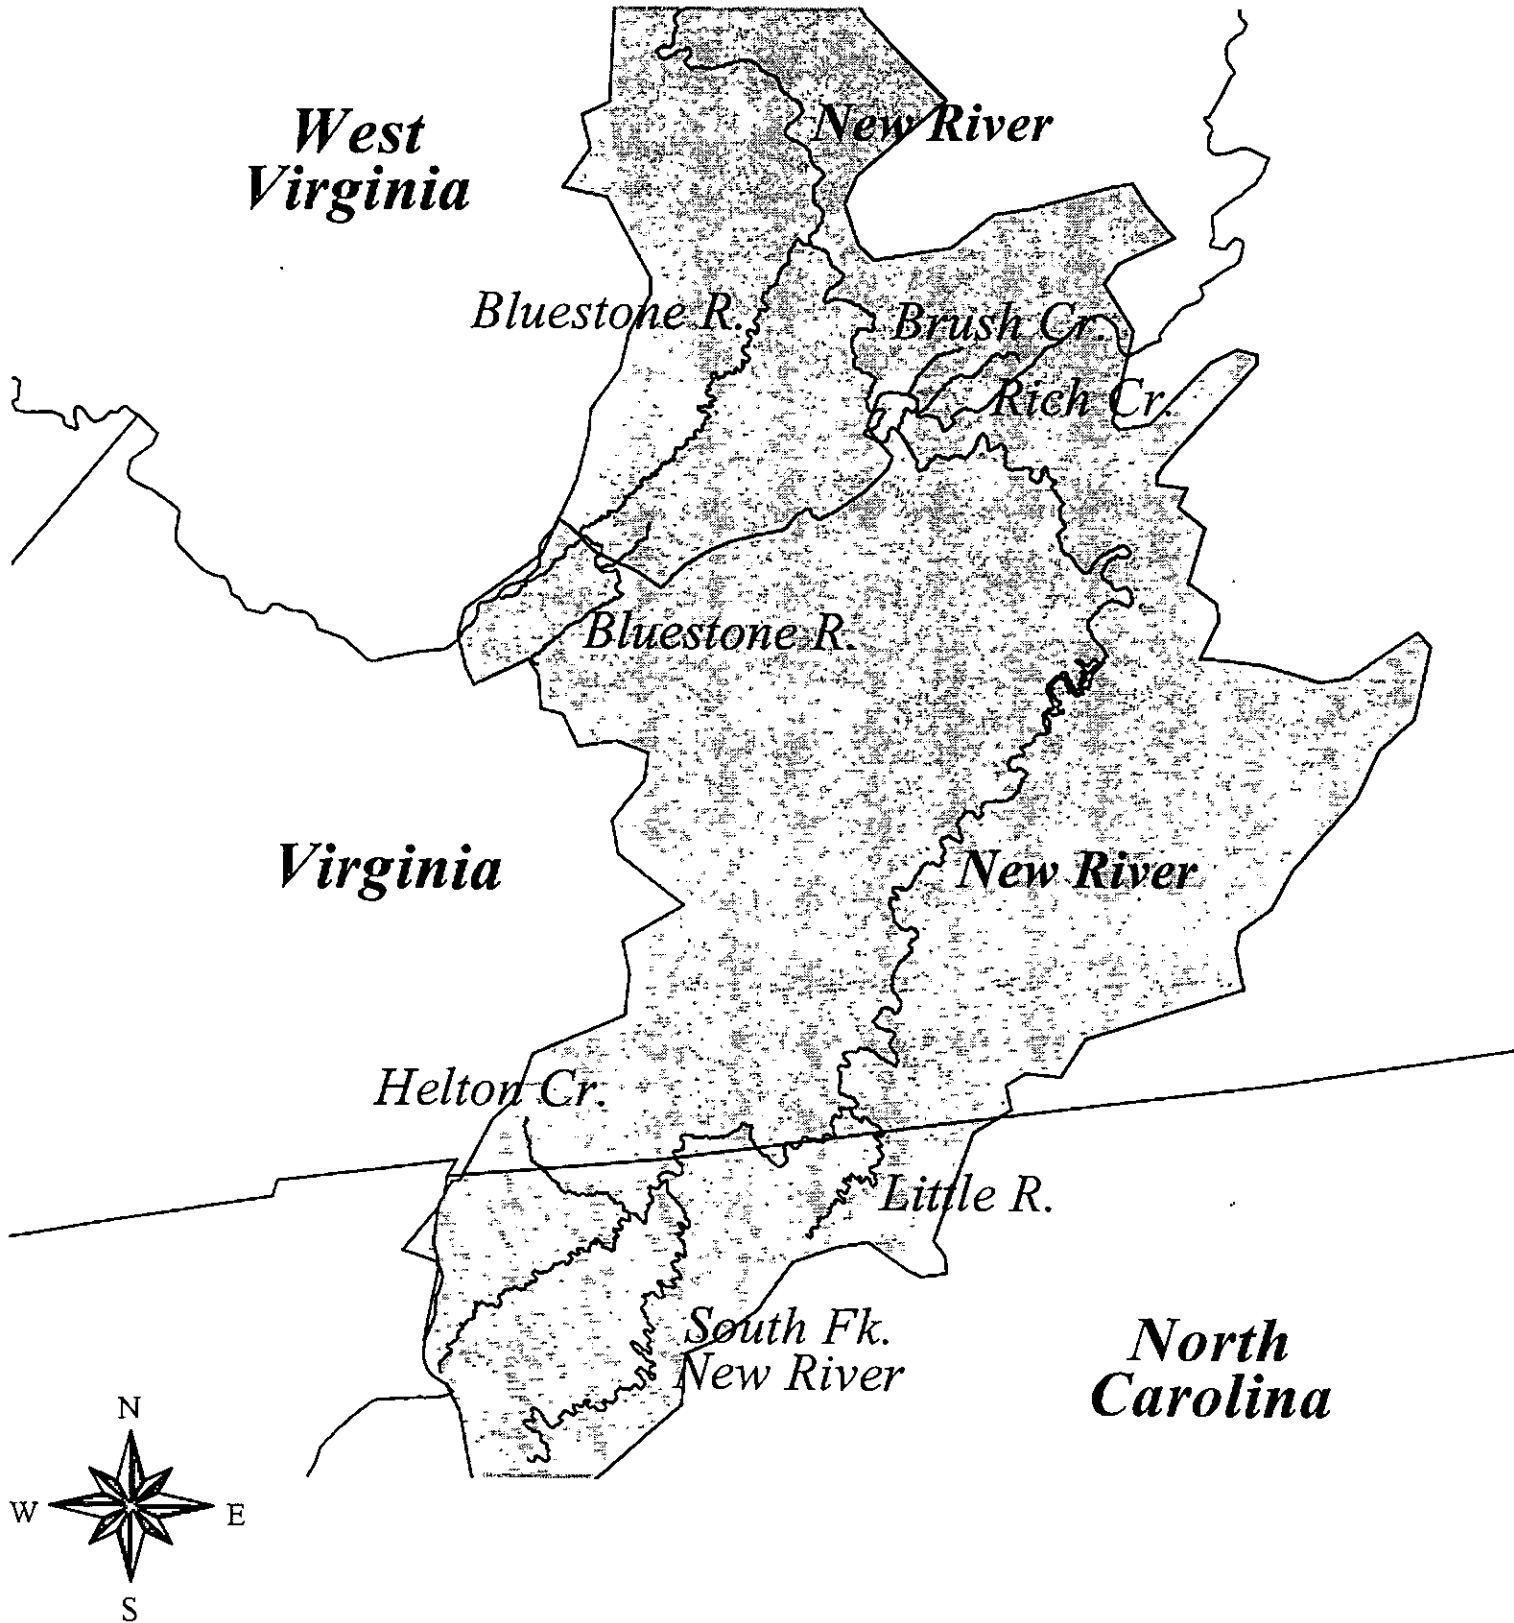 West
Virginia
New River
Bluestone R.
Brush Cr.
Rich Cr.
Bluestone R.
Virginia
New River
Helton Cr.
Little R.
South Fk.
New River
North
Carolina
N
W
E
S